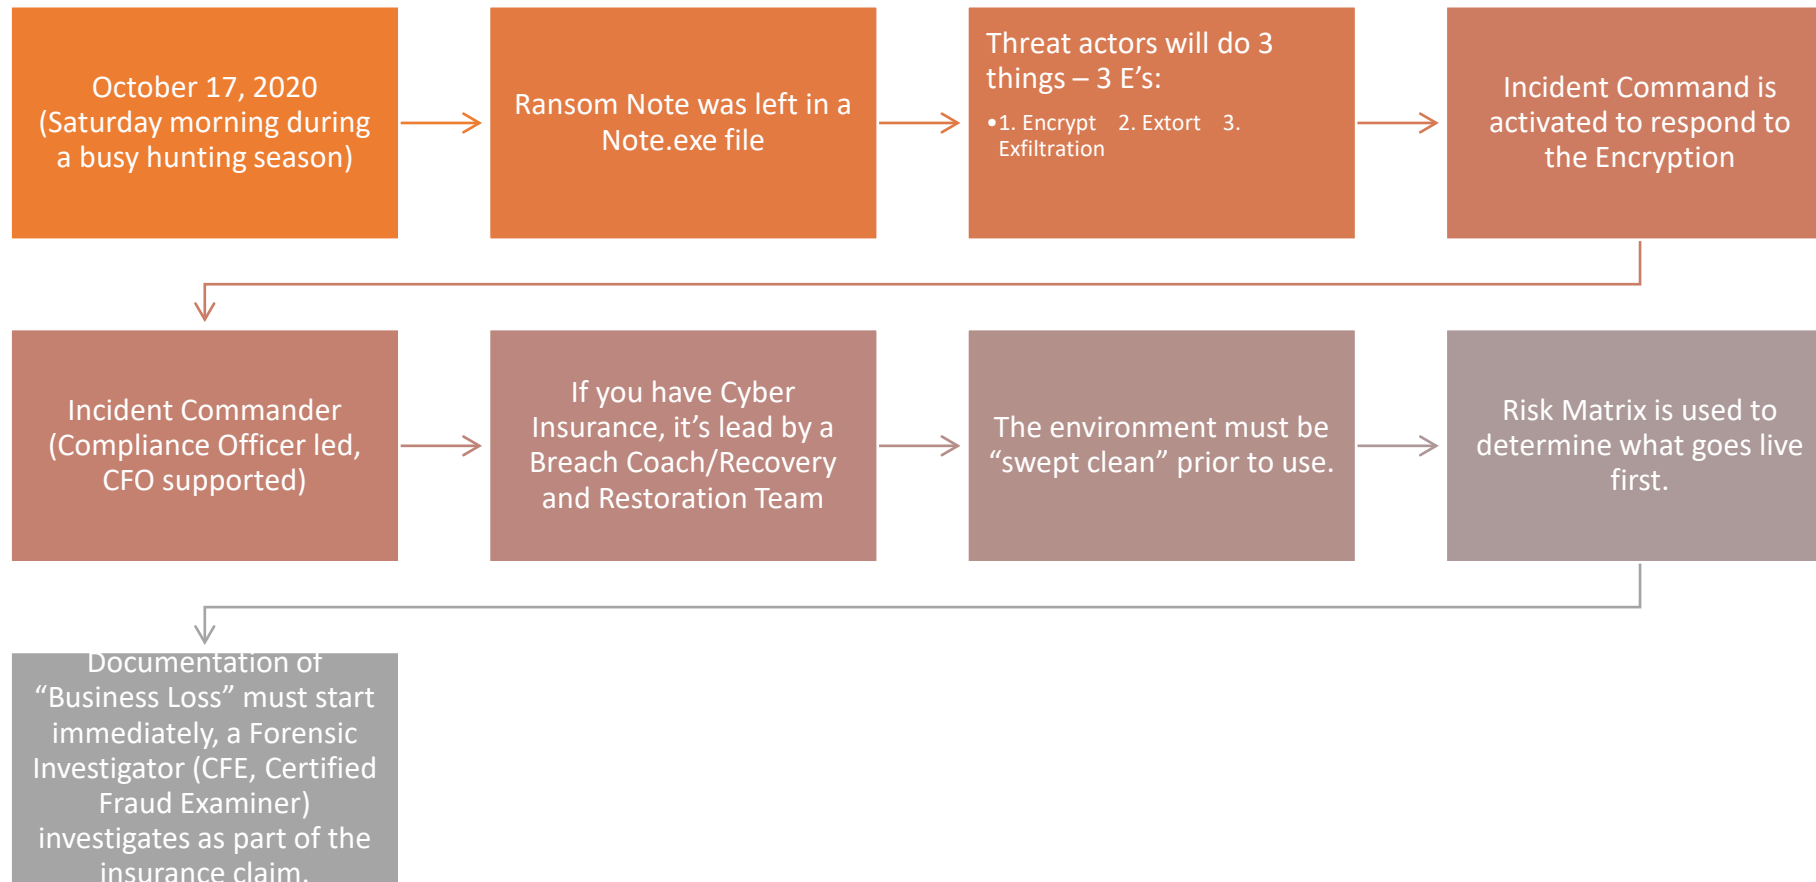 October 17, 2020
(Saturday morning during
a busy hunting season)
Ransom Note was left in a
Note.exe file
Threat actors will do 3
things – 3 E's:
•1. Encrypt 2. Extort 3.
Exfiltration
Incident Command is
activated to respond to
the Encryption
Incident Commander
(Compliance Officer led,
CFO supported)
If you have Cyber
Insurance, it's lead by a
Breach Coach/Recovery
and Restoration Team
The environment must be
“swept clean” prior to use.
Risk Matrix is used to
determine what goes live
first.
Documentation of
“Business Loss” must start
immediately, a Forensic
Investigator (CFE, Certified
Fraud Examiner)
investigates as part of the
insurance claim.